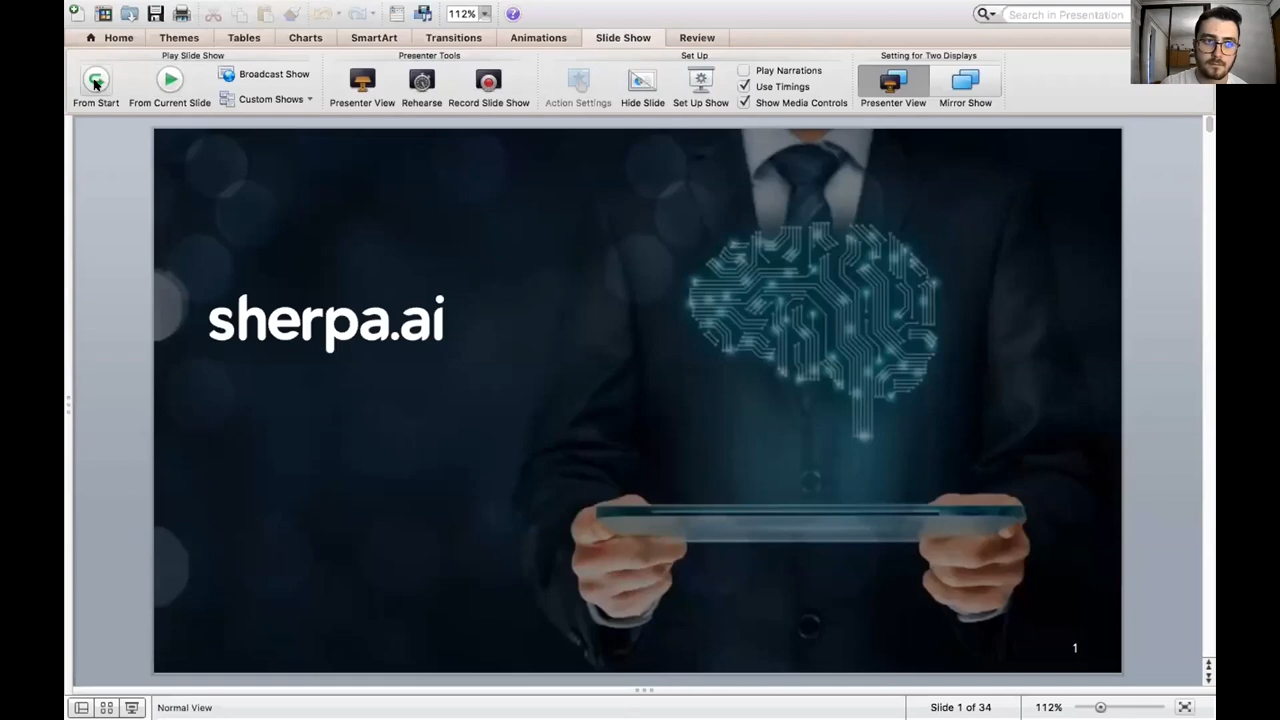 112%
Search in Presentation
Home
Themes
Tables
Charts
SmartArt
Transitions
Animations
Slide Show
Review
Play Slide Show
Presenter Tools
Set Up
Setting for Two Displays
From Start
From Current Slide
Broadcast Show
Custom Shows
Presenter View
Rehearse
Record Slide Show
Action Settings
Hide Slide
Set Up Show
Play Narrations
Use Timings
Show Media Controls
Presenter View
Mirror Show
sherpa.ai
1
Normal View
Slide 1 of 34
112%